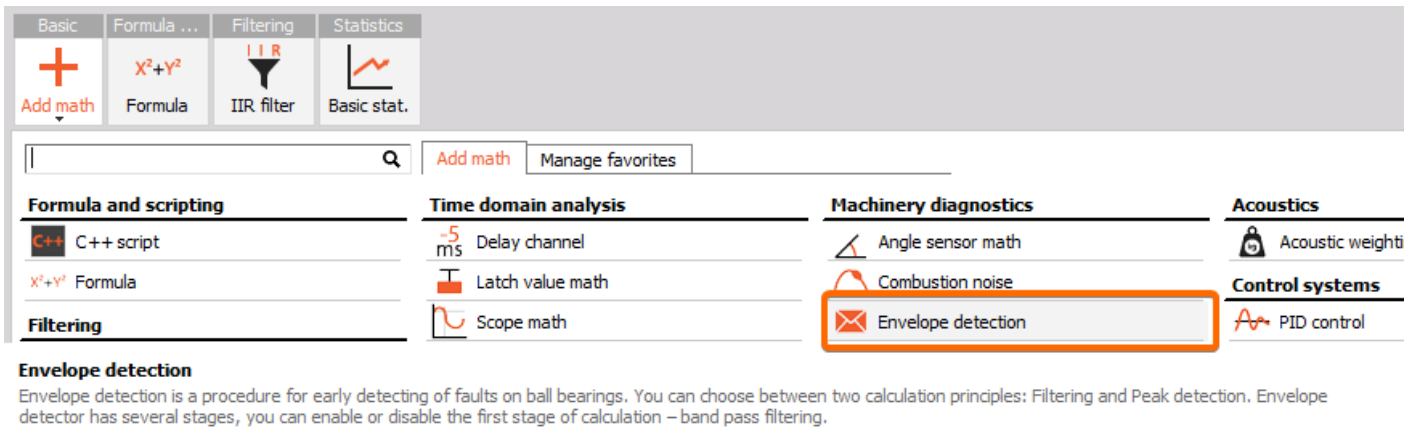 Basic Formula ... Filtering Statistics
X²+Y² I I R
Add math Formula IIR filter Basic stat.
Add math Manage favorites
Formula and scripting Time domain analysis Machinery diagnostics Acoustics
C++ C++ script -5 ms Delay channel Angle sensor math kg Acoustic weighti
X²+Y² Formula Latch value math Combustion noise Control systems
Filtering Scope math Envelope detection PID control
Envelope detection
Envelope detection is a procedure for early detecting of faults on ball bearings. You can choose between two calculation principles: Filtering and Peak detection. Envelope
detector has several stages, you can enable or disable the first stage of calculation – band pass filtering.